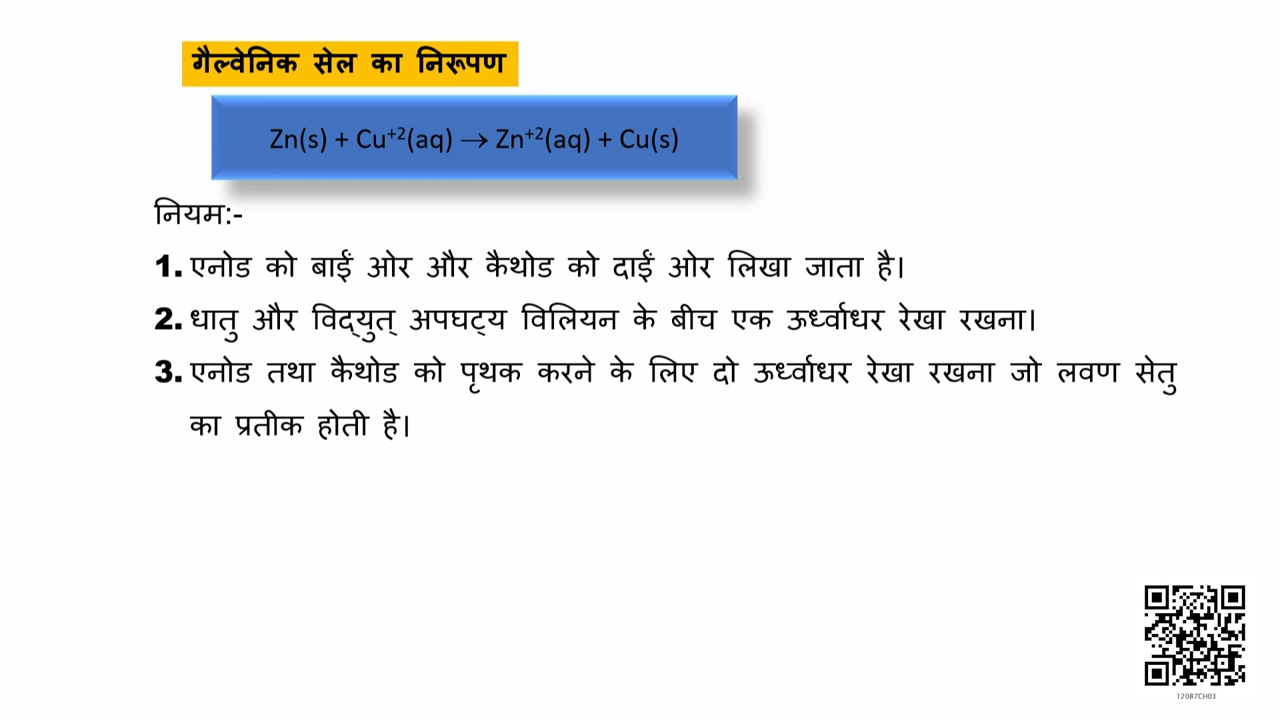 गैल्वेनिक सेल का निरूपण
Zn(s) + Cu⁺²(aq) → Zn⁺²(aq) + Cu(s)
नियम:-
1. एनोड को बाईं ओर और कैथोड को दाईं ओर लिखा जाता है।
2. धातु और विद्युत् अपघट्य विलियन के बीच एक ऊर्ध्वाधर रेखा रखना।
3. एनोड तथा कैथोड को पृथक करने के लिए दो ऊर्ध्वाधर रेखा रखना जो लवण सेतु
का प्रतीक होती है।
12087CH03